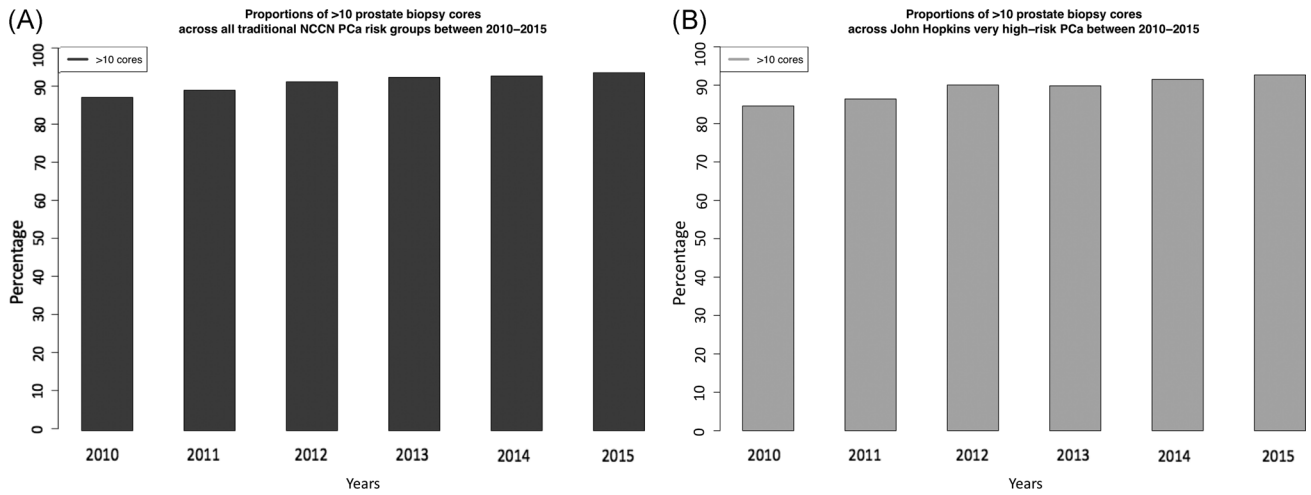 (A)
Proportions of >10 prostate biopsy cores
across all traditional NCCN PCa risk groups between 2010–2015
>10 cores
Percentage
100
90
80
70
60
50
40
30
20
10
0
2010 2011 2012 2013 2014 2015
Years
(B)
Proportions of >10 prostate biopsy cores
across John Hopkins very high–risk PCa between 2010–2015
>10 cores
Percentage
100
90
80
70
60
50
40
30
20
10
0
2010 2011 2012 2013 2014 2015
Years